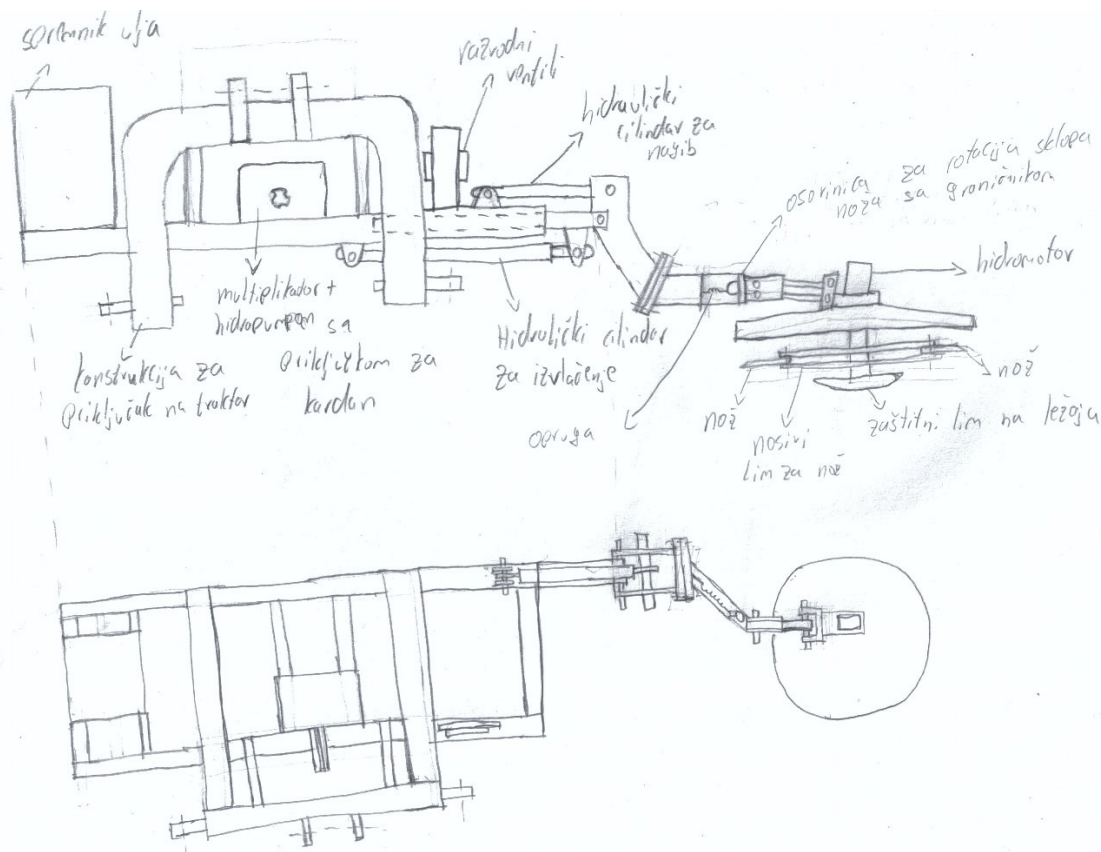 spremnik ulja
razvodni
ventili
hidraulički
cilindar za
nagib
osovinica za rotaciju sklopa
noža sa graničnikom
hidromotor
multiplikator +
hidropumpa sa
priključkom za
kardan
konstrukcija za
priključak na traktor
Hidraulički cilindar
za izvlačenje
opruga
nož
nosivi
lim za nož
zaštitni lim na ležaja
nož